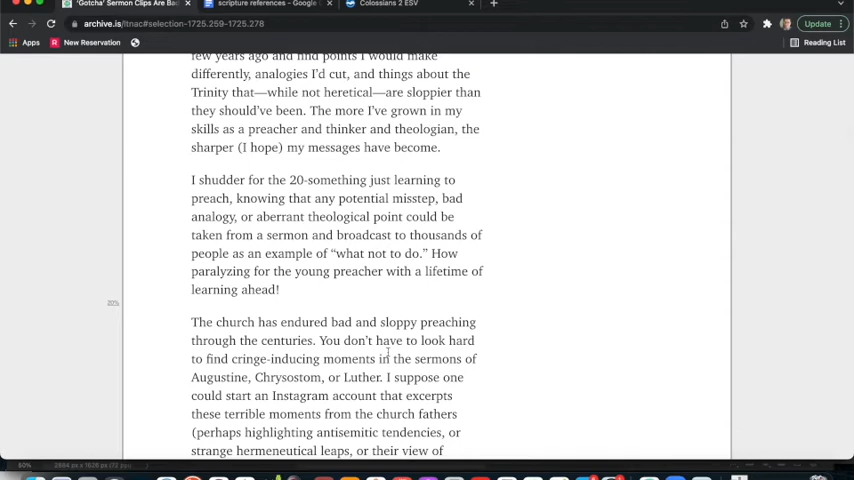 'Gotcha' Sermon Clips Are Bad
scripture references - Google
Colossians 2 ESV
archive.is/ltnac#selection-1725.259-1725.278
Update
Apps
New Reservation
Reading List
few years ago and find points I would make
differently, analogies I'd cut, and things about the
Trinity that—while not heretical—are sloppier than
they should've been. The more I've grown in my
skills as a preacher and thinker and theologian, the
sharper (I hope) my messages have become.
I shudder for the 20-something just learning to
preach, knowing that any potential misstep, bad
analogy, or aberrant theological point could be
taken from a sermon and broadcast to thousands of
people as an example of “what not to do.” How
paralyzing for the young preacher with a lifetime of
learning ahead!
20%
The church has endured bad and sloppy preaching
through the centuries. You don't have to look hard
to find cringe-inducing moments in the sermons of
Augustine, Chrysostom, or Luther. I suppose one
could start an Instagram account that excerpts
these terrible moments from the church fathers
(perhaps highlighting antisemitic tendencies, or
strange hermeneutical leaps, or their view of
50%